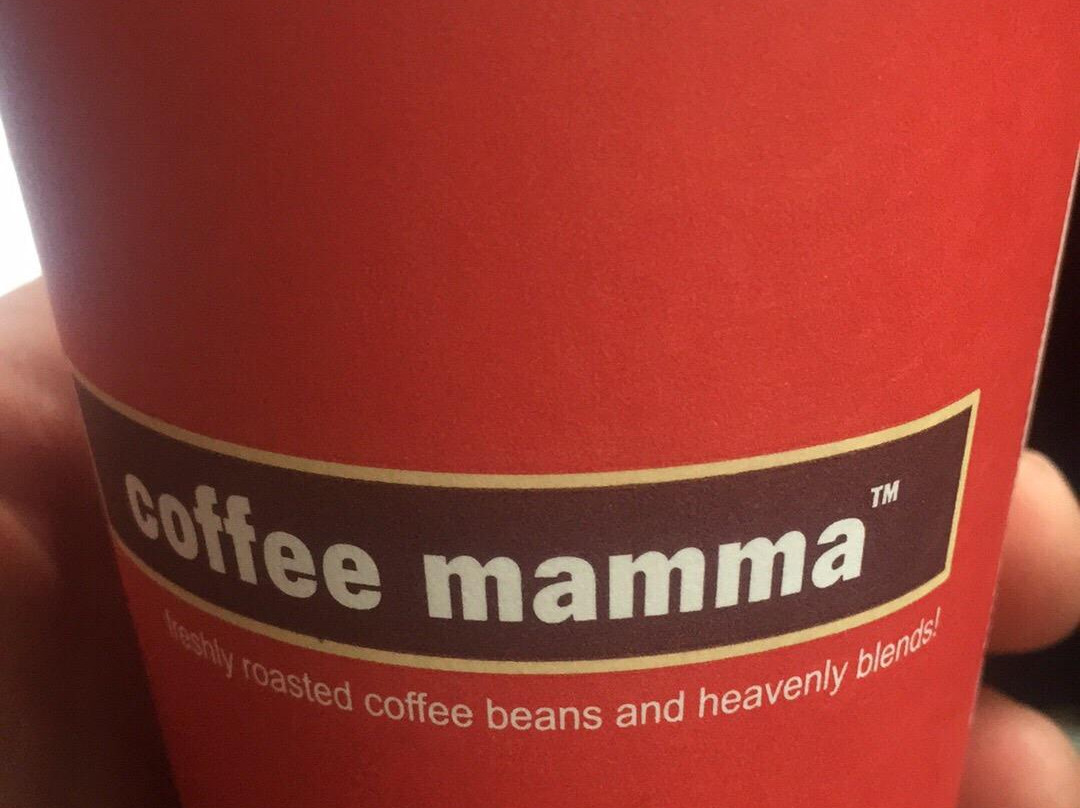 coffee mamma™
freshly roasted coffee beans and heavenly blends!